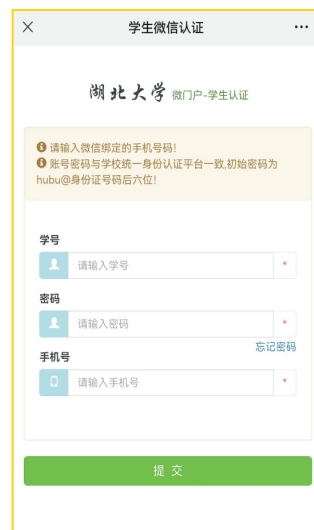 学生微信认证
湖北大学 微门户-学生认证
请输入微信绑定的手机号码!
账号密码与学校统一身份认证平台一致,初始密码为
hubu@身份证号码后六位!
学号
请输入学号 *
密码
请输入密码 *
忘记密码
手机号
请输入手机号 *
提 交